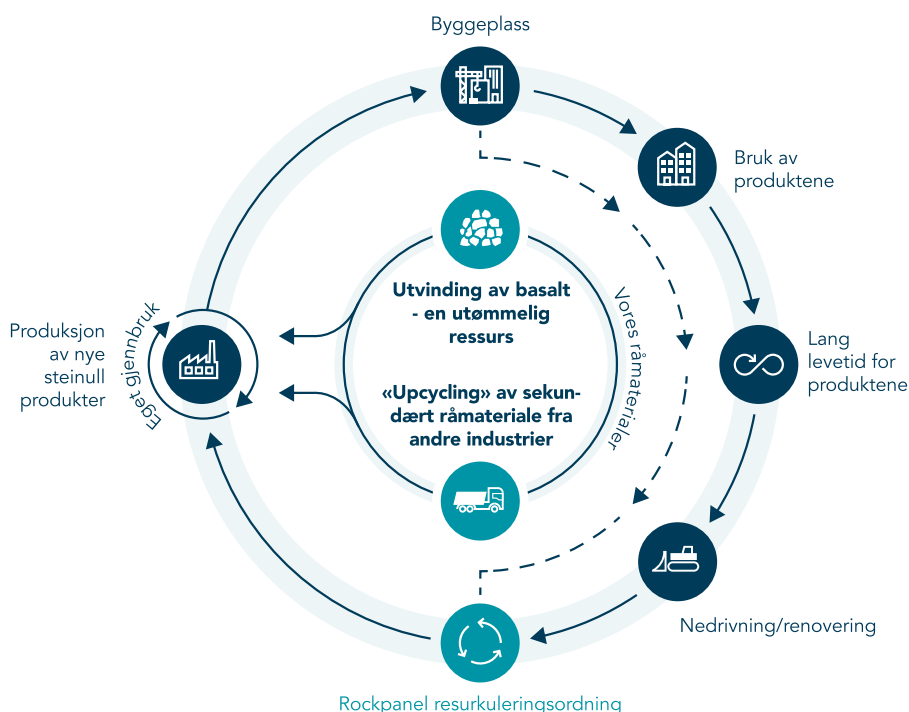 Byggeplass
Bruk av
produktene
Utvinding av basalt
- en utømmelig
ressurs
Vores råmaterialer
Eget gjennbruk
Produksjon
av nye
steinull
produkter
Lang
levetid for
produktene
«Upcycling» av sekun-
dært råmateriale fra
andre industrier
Nedrivning/renovering
Rockpanel resurkuleringsordning